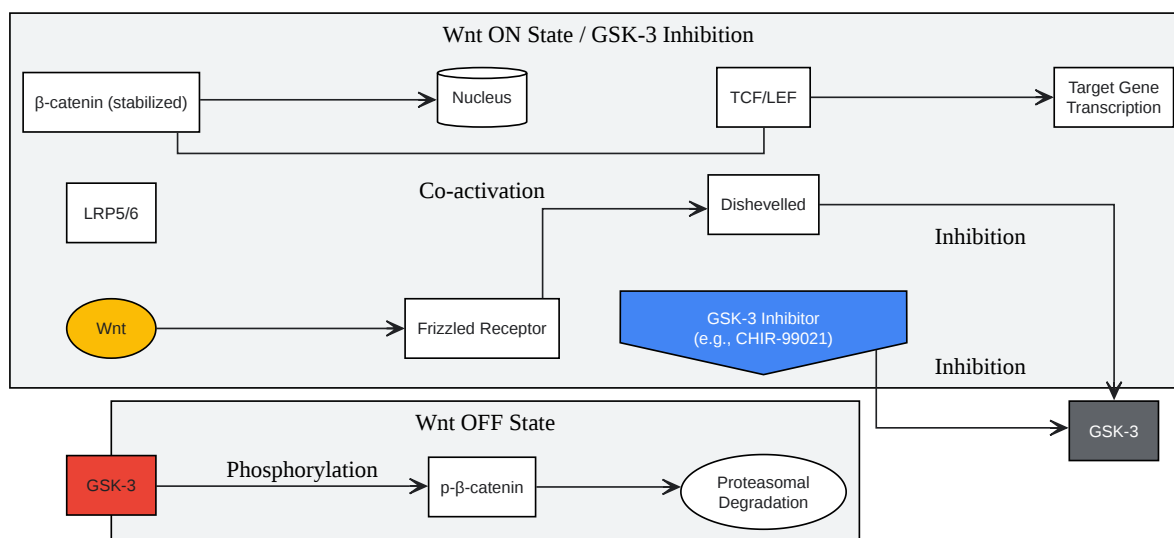 Wnt ON State / GSK-3 Inhibition
β-catenin (stabilized)
Nucleus
TCF/LEF
Target Gene
Transcription
LRP5/6
Co-activation
Dishevelled
Inhibition
Wnt
Frizzled Receptor
GSK-3 Inhibitor
(e.g., CHIR-99021)
Inhibition
GSK-3
Wnt OFF State
GSK-3
Phosphorylation
p-β-catenin
Proteasomal
Degradation